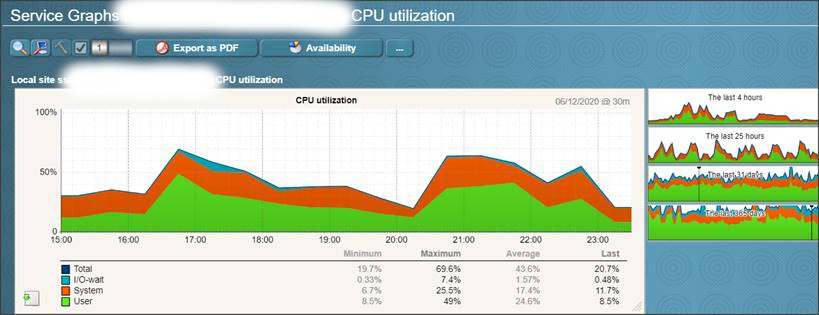 Service Graphs CPU utilization
1 Export as PDF Availability ...
Local site CPU utilization
CPU utilization 06/12/2020 @ 30m
100%
50%
0
15:00 16:00 17:00 18:00 19:00 20:00 21:00 22:00 23:00
Minimum Maximum Average Last
Total 19.7% 69.6% 43.6% 20.7%
I/O-wait 0.33% 7.4% 1.57% 0.48%
System 6.7% 25.5% 17.4% 11.7%
User 8.5% 49% 24.6% 8.5%
The last 4 hours
The last 25 hours
The last 31 days
The last 365 days